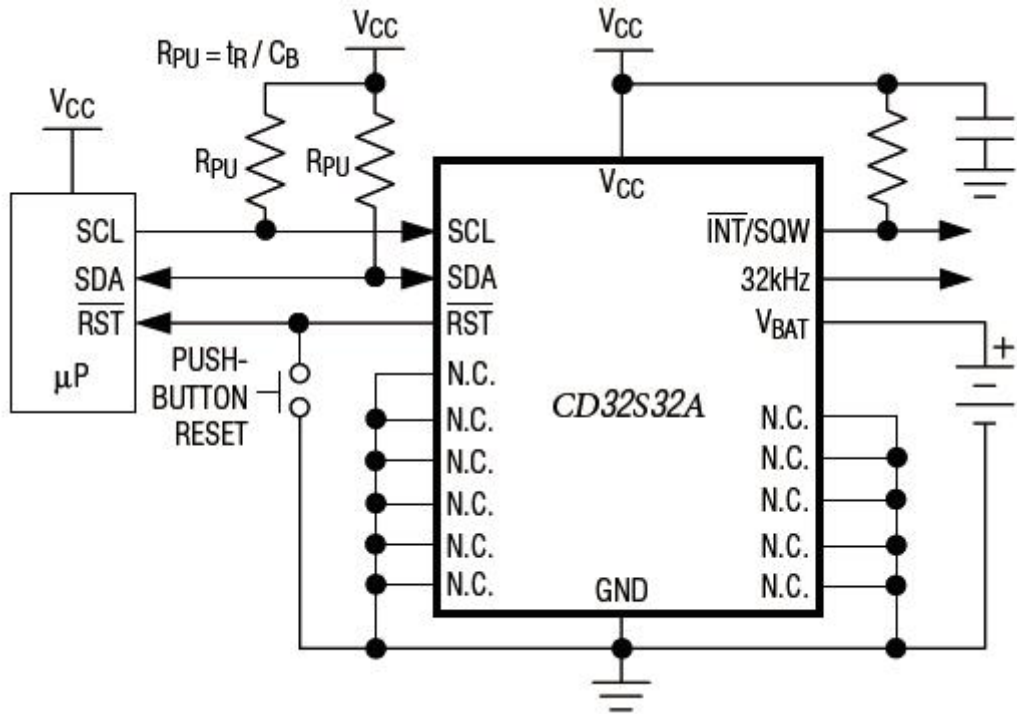 RPU = tR / CB
VCC
VCC
VCC
RPU
RPU
VCC
SCL
SCL
INT/SQW
SDA
SDA
32kHz
RST
RST
VBAT
+
µP
PUSH-
BUTTON
RESET
CD32S32A
N.C.
N.C.
N.C.
N.C.
N.C.
N.C.
N.C.
N.C.
N.C.
N.C.
N.C.
GND